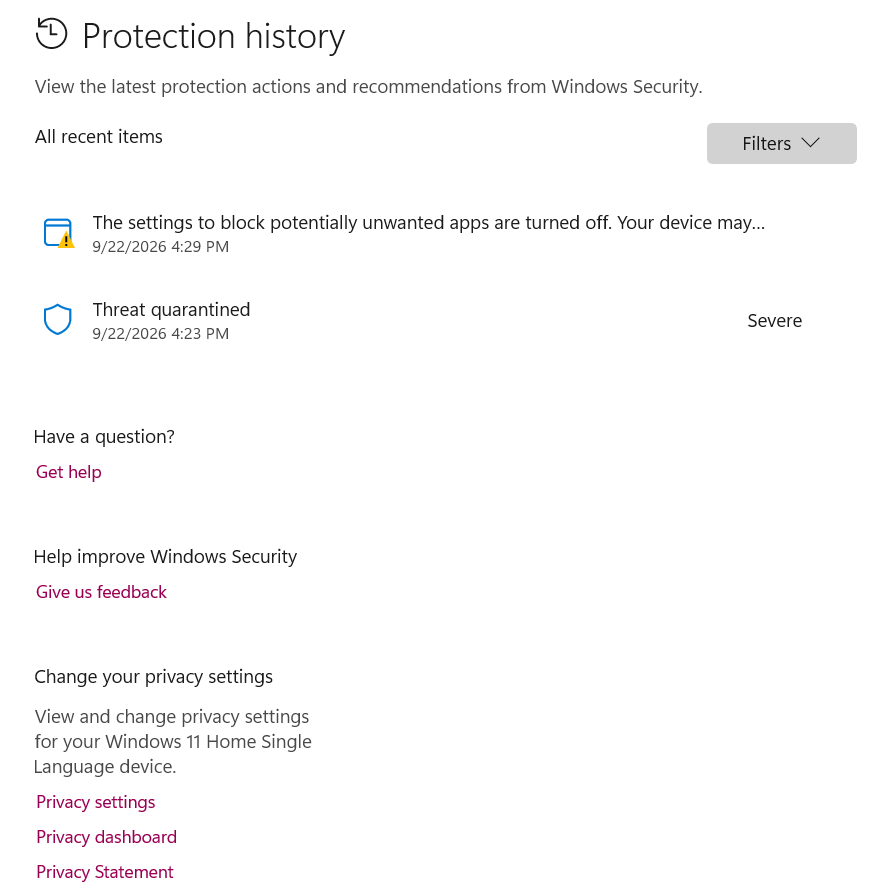 Protection history
View the latest protection actions and recommendations from Windows Security.
All recent items
Filters
The settings to block potentially unwanted apps are turned off. Your device may...
9/22/2026 4:29 PM
Threat quarantined
9/22/2026 4:23 PM
Severe
Have a question?
Get help
Help improve Windows Security
Give us feedback
Change your privacy settings
View and change privacy settings
for your Windows 11 Home Single
Language device.
Privacy settings
Privacy dashboard
Privacy Statement